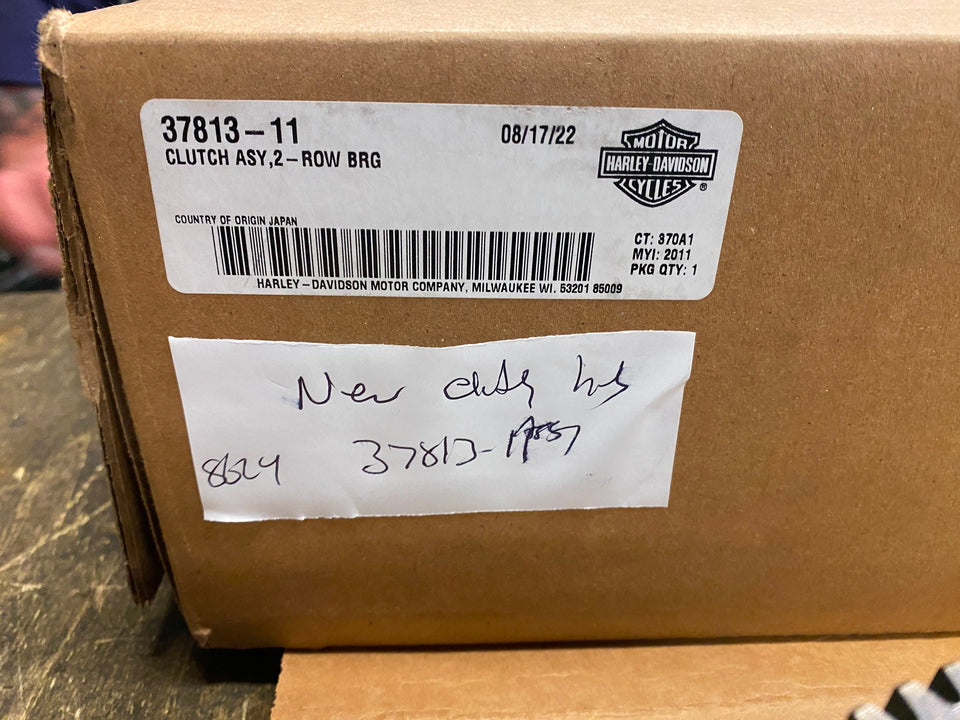 37813-11
08/17/22
CLUTCH ASY,2-ROW BRG
MOTOR
HARLEY-DAVIDSON
CYCLES®
COUNTRY OF ORIGIN JAPAN
CT: 370A1
MYI: 2011
PKG QTY: 1
HARLEY-DAVIDSON MOTOR COMPANY, MILWAUKEE WI. 53201 85009
New
37813-
8624